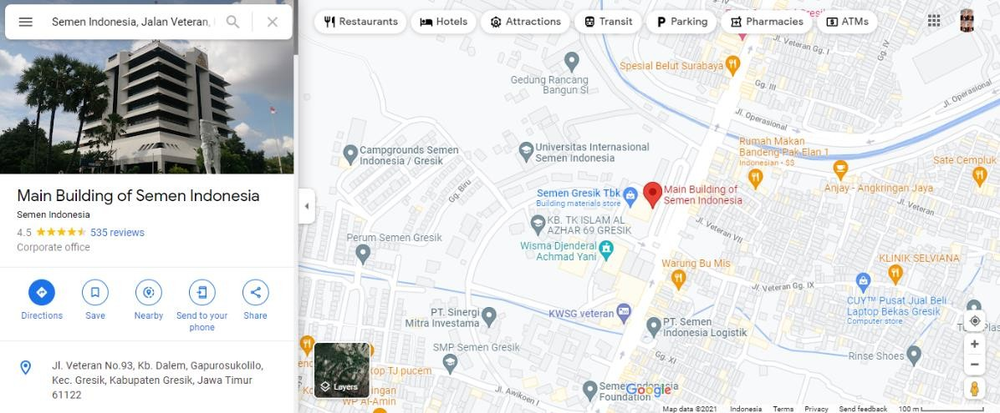 Semen Indonesia, Jalan Veteran,
Main Building of Semen Indonesia
Semen Indonesia
4.5
535 reviews
Corporate office
Directions
Save
Nearby
Send to your
phone
Share
Jl. Veteran No.93, Kb. Dalem, Gapurosukolilo,
Kec. Gresik, Kabupaten Gresik, Jawa Timur
61122
Restaurants
Hotels
Attractions
Transit
Parking
Pharmacies
ATMs
Jl. Veteran Gg. I
Spesial Belut Surabaya
Gedung Rancang
Bangun SI
Gg. III
Jl. Operasional
Jl. Operasional
Campgrounds Semen
Indonesia / Gresik
Universitas Internasional
Semen Indonesia
Rumah Makan
Bandeng Pak Elan 1
Indonesian · $$
Sate Cempluk
Anjay - Angkringan Jaya
Gg. Biru
Semen Gresik Tbk
Building materials store
Main Building of
Semen Indonesia
KB. TK ISLAM AL
AZHAR 69 GRESIK
Jl. Veteran
Gg. VII
Perum Semen Gresik
Wisma Djenderal
Achmad Yani
Warung Bu Mis
KLINIK SELVIANA
Jl. Veteran Gg. IX
CUY™ Pusat Jual Beli
Laptop Bekas Gresik
Computer store
PT. Sinergi
Mitra Investama
KWSG veteran
PT. Semen
Indonesia Logistik
SMP Semen Gresik
Gg. XI
Rinse Shoes
kop TJ pucem
WP Al-Amin
Layers
Jl. Awikoen I
Semen Indonesia
Foundation
Google
Map data ©2021
Indonesia
Terms
Privacy
Send feedback
100 m